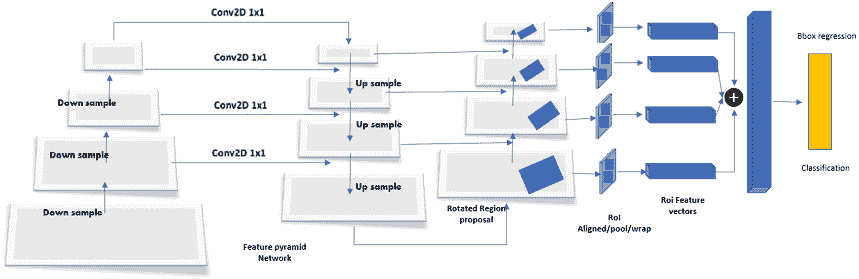 Conv2D 1x1
Conv2D 1x1
Conv2D 1x1
Conv2D 1x1
Down sample
Down sample
Down sample
Up sample
Up sample
Up sample
Feature pyramid
Network
Rotated Region
proposal
RoI
Aligned/pool/wrap
Roi Feature
vectors
+
Bbox regression
Classification